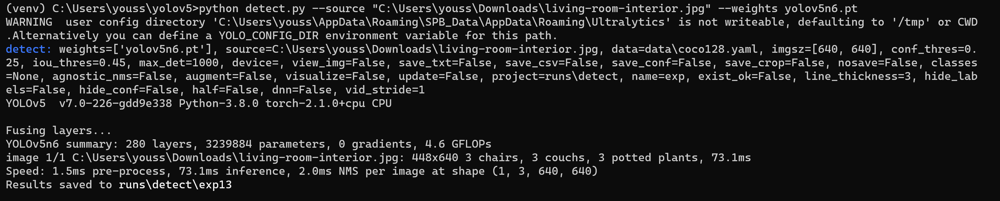 (venv) C:\Users\youss\yolov5>python detect.py --source "C:\Users\youss\Downloads\living-room-interior.jpg" --weights yolov5n6.pt
WARNING  user config directory 'C:\Users\youss\AppData\Roaming\SPB_Data\AppData\Roaming\Ultralytics' is not writeable, defaulting to '/tmp' or CWD
.Alternatively you can define a YOLO_CONFIG_DIR environment variable for this path.
detect: weights=['yolov5n6.pt'], source=C:\Users\youss\Downloads\living-room-interior.jpg, data=data\coco128.yaml, imgsz=[640, 640], conf_thres=0.
25, iou_thres=0.45, max_det=1000, device=, view_img=False, save_txt=False, save_csv=False, save_conf=False, save_crop=False, nosave=False, classes
=None, agnostic_nms=False, augment=False, visualize=False, update=False, project=runs\detect, name=exp, exist_ok=False, line_thickness=3, hide_lab
els=False, hide_conf=False, half=False, dnn=False, vid_stride=1
YOLOv5  v7.0-226-gdd9e338 Python-3.8.0 torch-2.1.0+cpu CPU
Fusing layers...
YOLOv5n6 summary: 280 layers, 3239884 parameters, 0 gradients, 4.6 GFLOPs
image 1/1 C:\Users\youss\Downloads\living-room-interior.jpg: 448x640 3 chairs, 3 couchs, 3 potted plants, 73.1ms
Speed: 1.5ms pre-process, 73.1ms inference, 2.0ms NMS per image at shape (1, 3, 640, 640)
Results saved to runs\detect\exp13